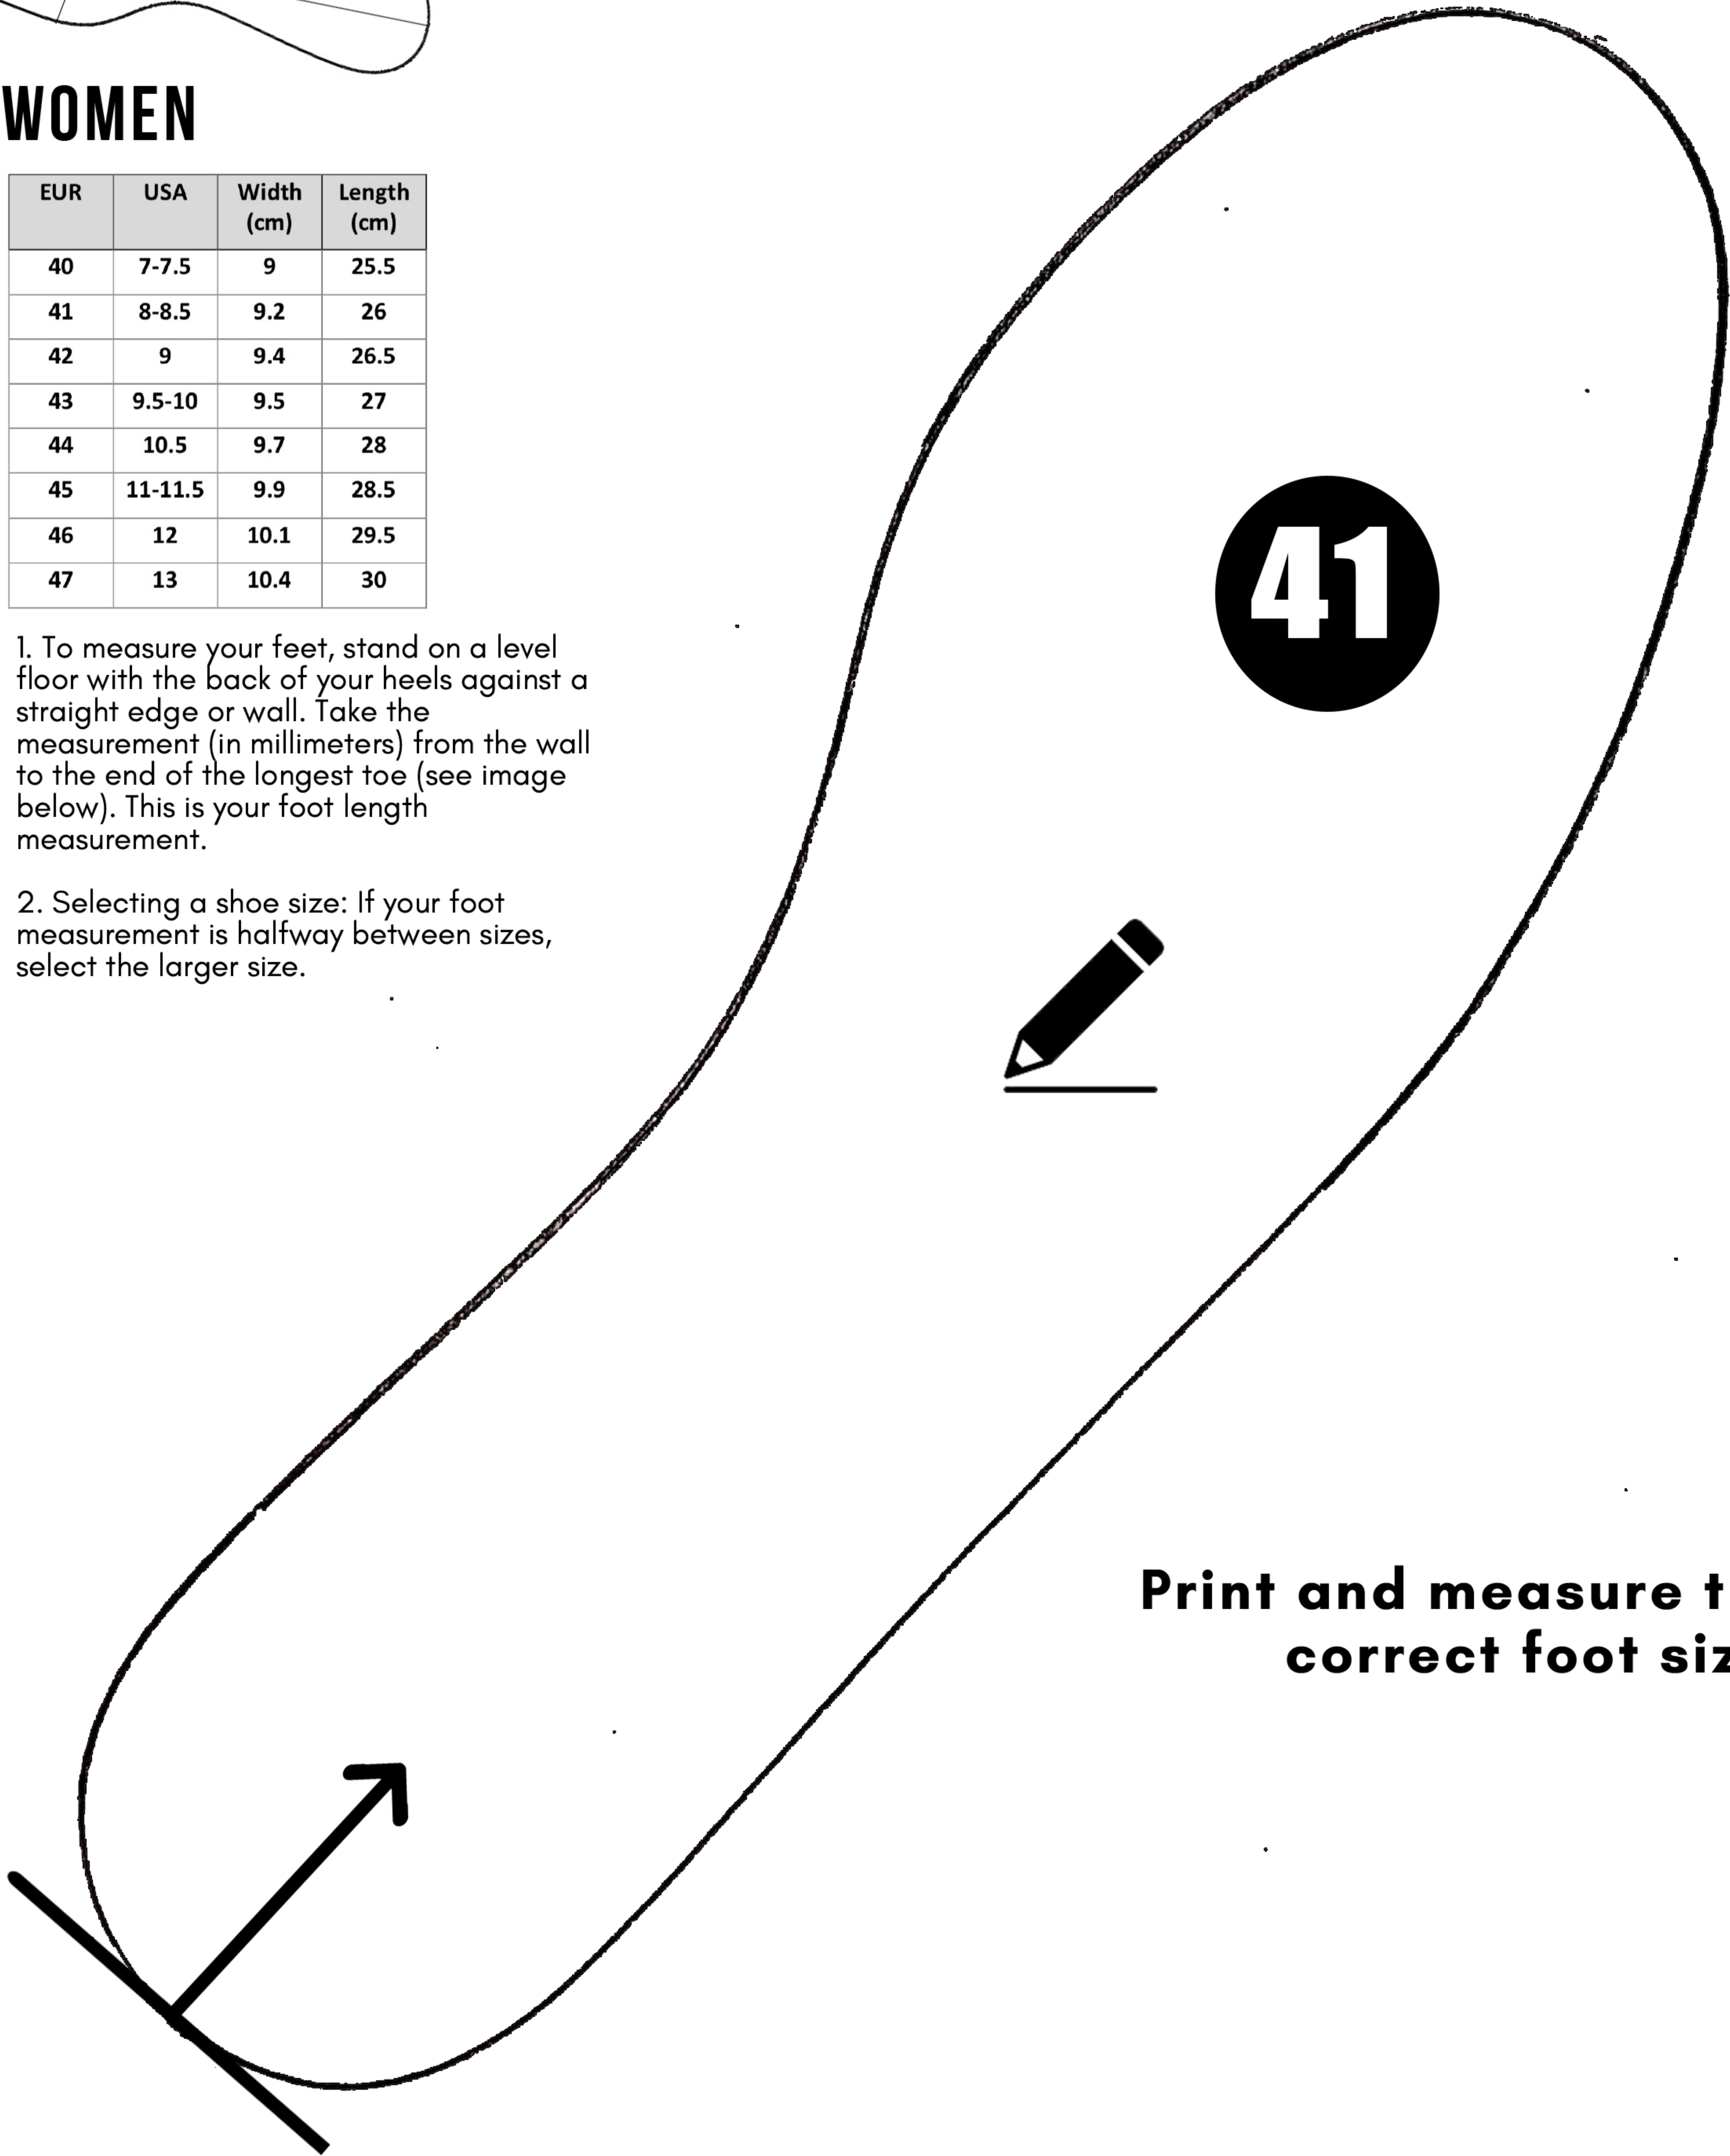 WOMEN
EUR USA Width (cm) Length (cm)
40 7-7.5 9 25.5
41 8-8.5 9.2 26
42 9 9.4 26.5
43 9.5-10 9.5 27
44 10.5 9.7 28
45 11-11.5 9.9 28.5
46 12 10.1 29.5
47 13 10.4 30
1. To measure your feet, stand on a level
floor with the back of your heels against a
straight edge or wall. Take the
measurement (in millimeters) from the wall
to the end of the longest toe (see image
below). This is your foot length
measurement.
2. Selecting a shoe size: If your foot
measurement is halfway between sizes,
select the larger size.
41
Print and measure t
correct foot siz